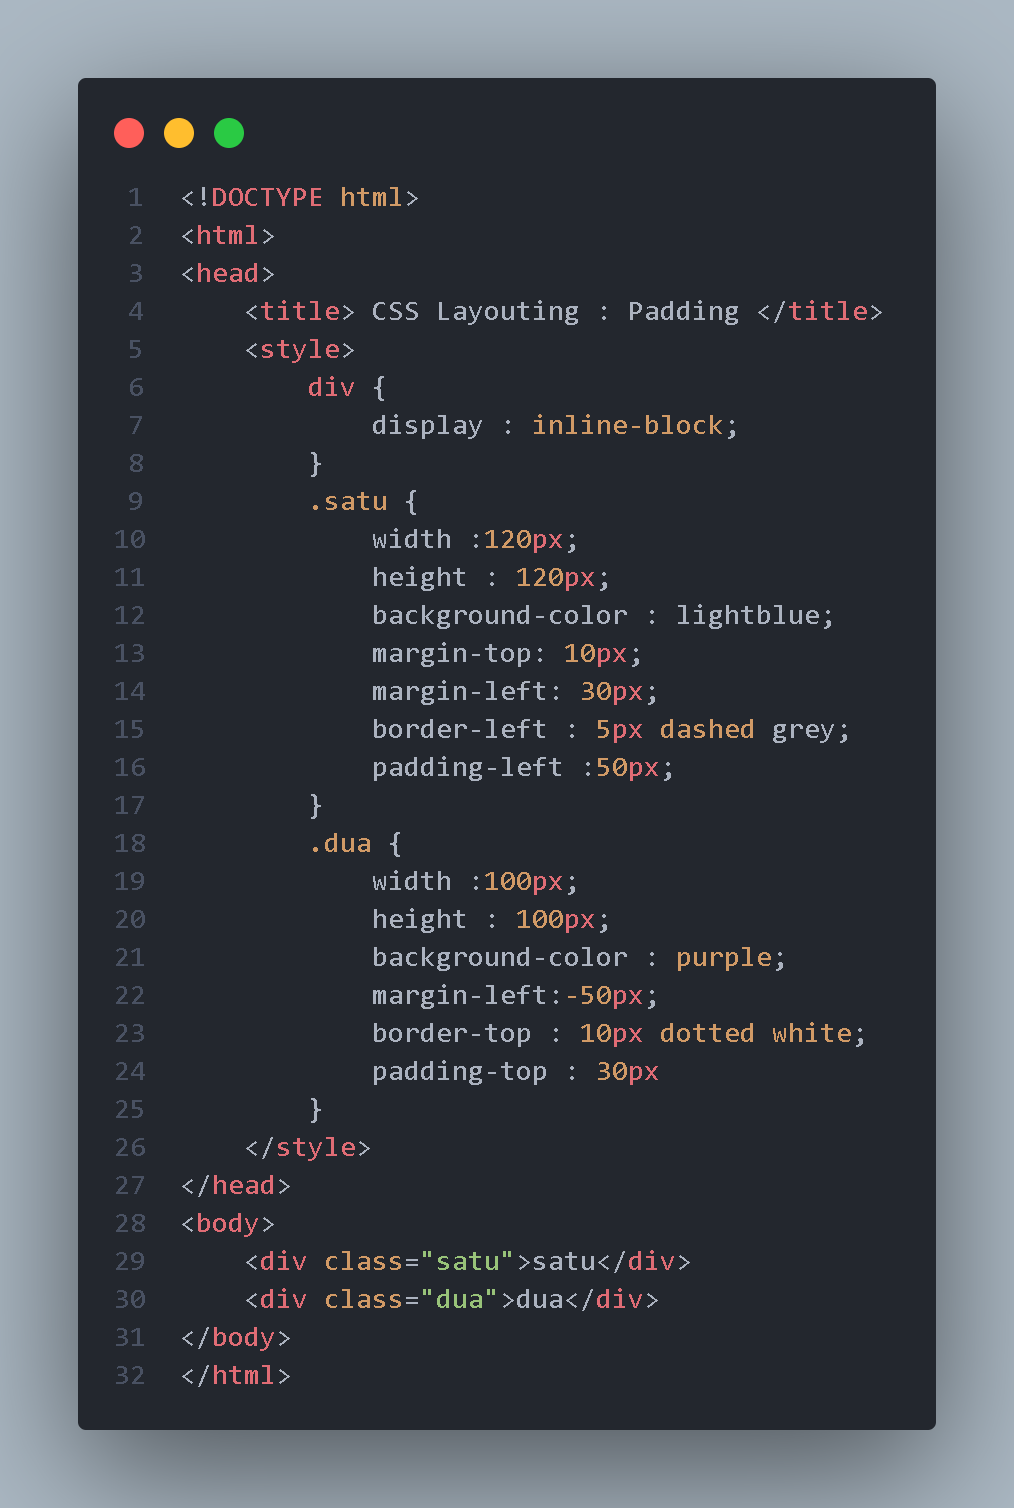 1 <!DOCTYPE html>
2 <html>
3 <head>
4     <title> CSS Layouting : Padding </title>
5     <style>
6         div {
7             display : inline-block;
8         }
9         .satu {
10             width :120px;
11             height : 120px;
12             background-color : lightblue;
13             margin-top: 10px;
14             margin-left: 30px;
15             border-left : 5px dashed grey;
16             padding-left :50px;
17         }
18         .dua {
19             width :100px;
20             height : 100px;
21             background-color : purple;
22             margin-left:-50px;
23             border-top : 10px dotted white;
24             padding-top : 30px
25         }
26     </style>
27 </head>
28 <body>
29     <div class="satu">satu</div>
30     <div class="dua">dua</div>
31 </body>
32 </html>